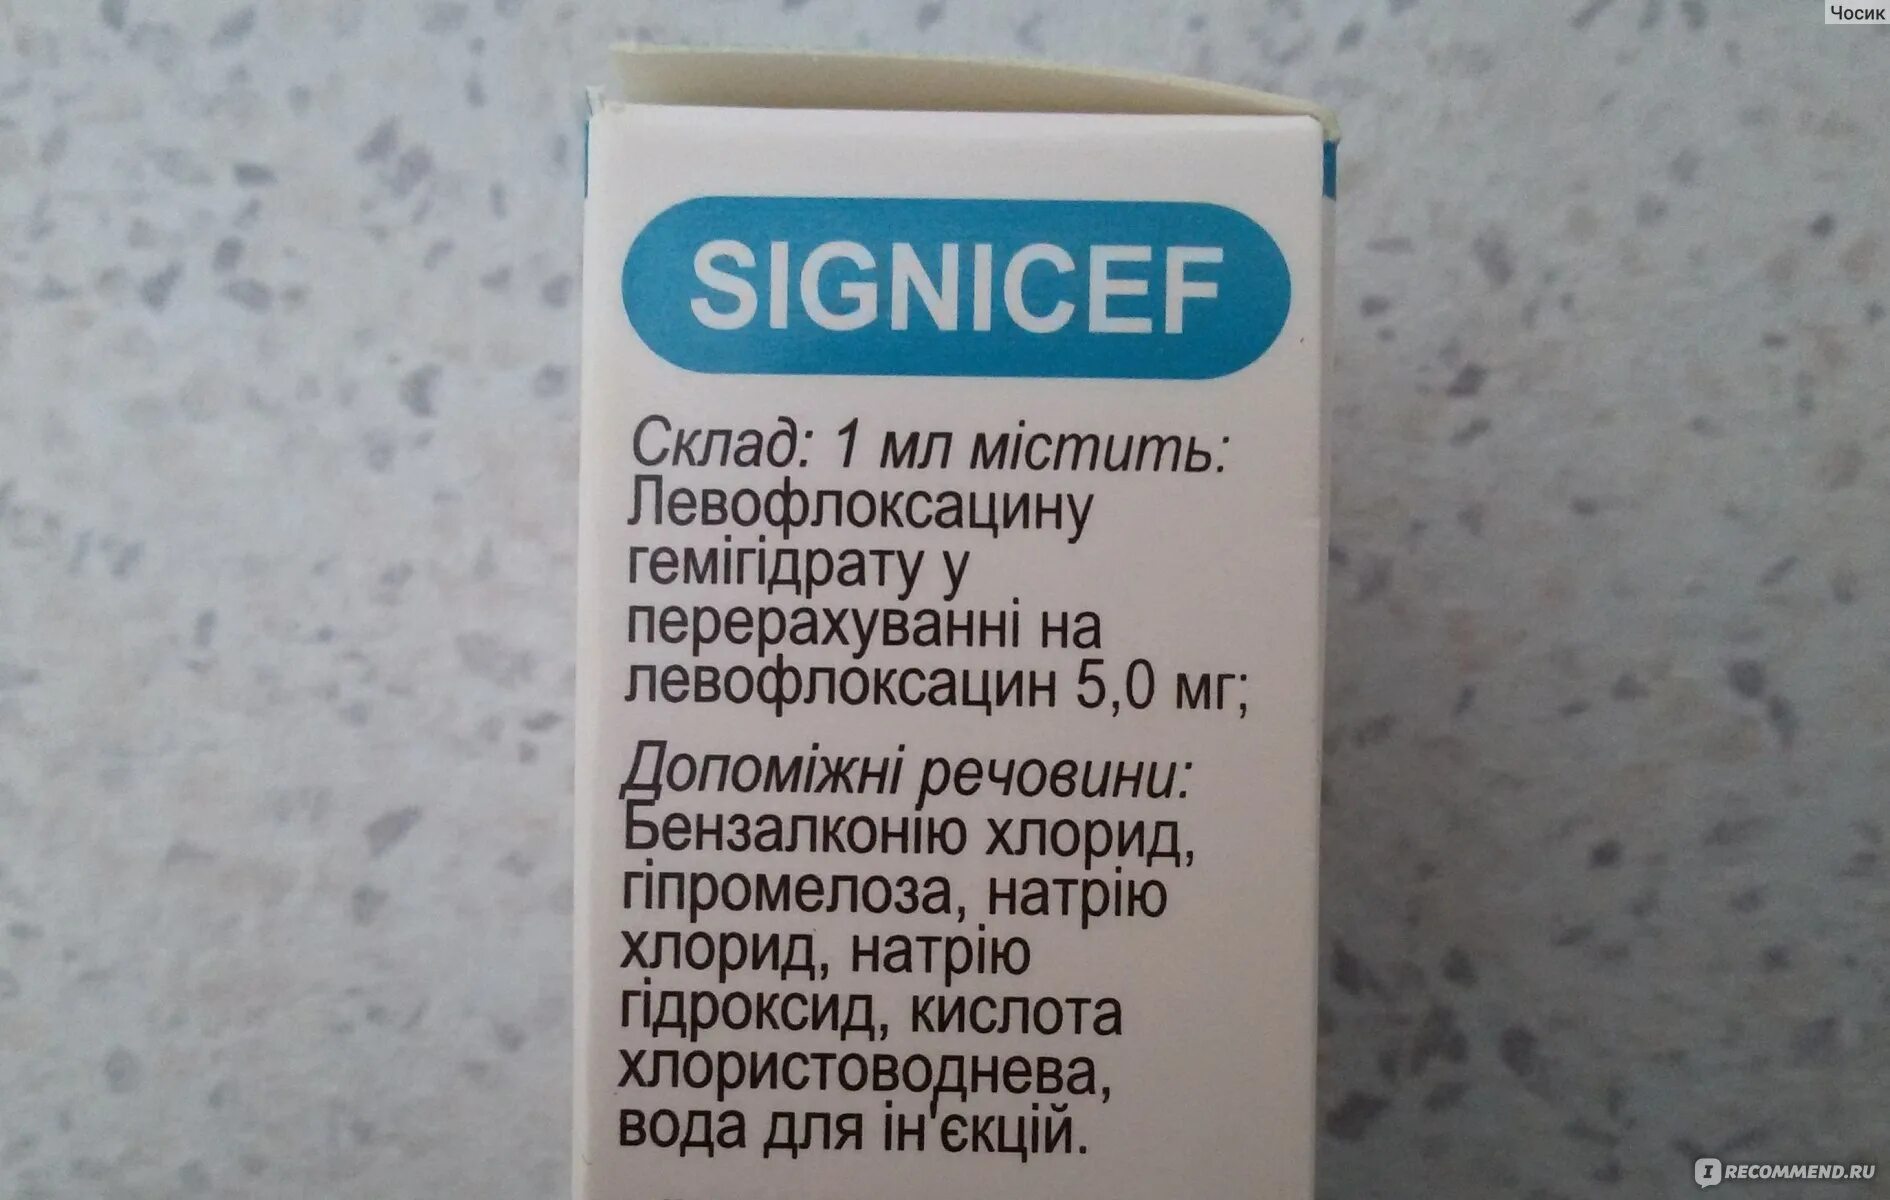 Чосик
SIGNICEF
Склад: 1 мл містить:
Левофлоксацину
гемігідрату у
перерахуванні на
левофлоксацин 5,0 мг;
Допоміжні речовини:
Бензалконію хлорид,
гіпромелоза, натрію
хлорид, натрію
гідроксид, кислота
хлористоводнева,
вода для ін'єкцій.
IRECOMMEND.RU